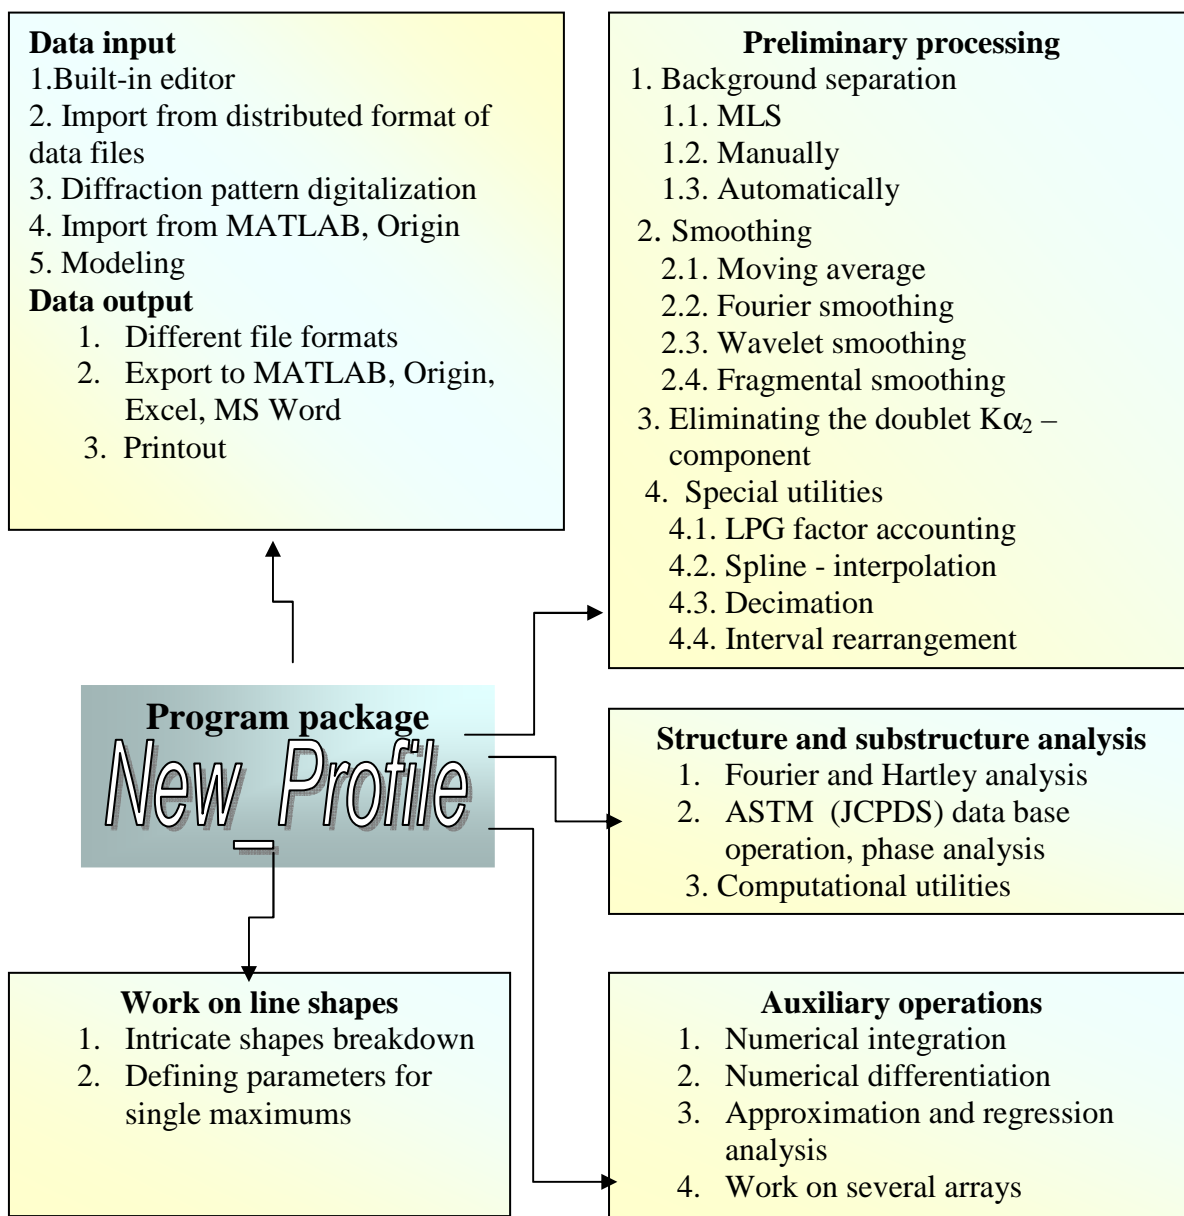 Data input
1.Built-in editor
2. Import from distributed format of
data files
3. Diffraction pattern digitalization
4. Import from MATLAB, Origin
5. Modeling
Data output
1. Different file formats
2. Export to MATLAB, Origin,
Excel, MS Word
3. Printout
Preliminary processing
1. Background separation
1.1. MLS
1.2. Manually
1.3. Automatically
2. Smoothing
2.1. Moving average
2.2. Fourier smoothing
2.3. Wavelet smoothing
2.4. Fragmental smoothing
3. Eliminating the doublet Kα₂ –
component
4. Special utilities
4.1. LPG factor accounting
4.2. Spline - interpolation
4.3. Decimation
4.4. Interval rearrangement
Program package
New_Profile
Structure and substructure analysis
1. Fourier and Hartley analysis
2. ASTM (JCPDS) data base
operation, phase analysis
3. Computational utilities
Work on line shapes
1. Intricate shapes breakdown
2. Defining parameters for
single maximums
Auxiliary operations
1. Numerical integration
2. Numerical differentiation
3. Approximation and regression
analysis
4. Work on several arrays